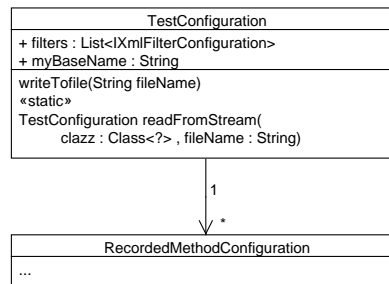 TestConfiguration
+ filters : List<IXmlFilterConfiguration>
+ myBaseName : String
writeTofile(String fileName)
«static»
TestConfiguration readFromStream(
clazz : Class<?> , fileName : String)
1
*
RecordedMethodConfiguration
...